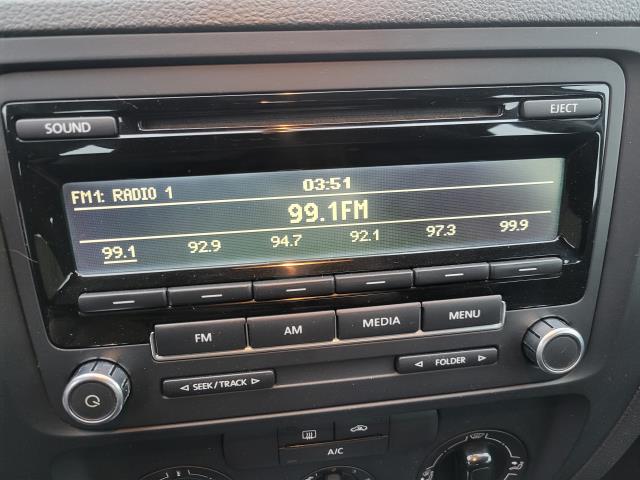 EJECT
SOUND
FM1: RADIO 1 03:51
99.1FM
99.1 92.9 94.7 92.1 97.3 99.9
FM AM MEDIA MENU
SEEK/TRACK FOLDER
A/C